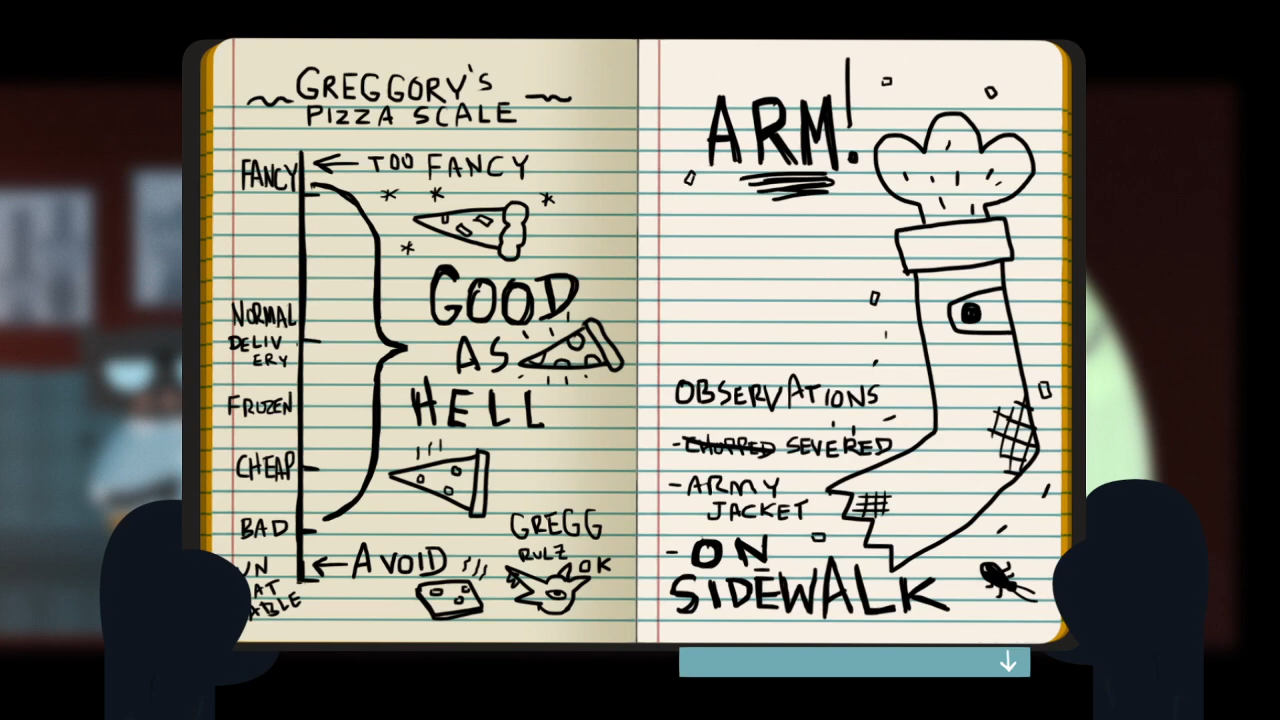 GREGGORY'S
PIZZA SCALE
FANCY
← TOO FANCY
GOOD
AS
HELL
NORMAL
DELIV
ERY
FROZEN
CHEAP
BAD
← AVOID
GREGG
RULZ
OK
ARM!
OBSERVATIONS
- CHOPPED SEVERED
- ARMY
JACKET
- ON
SIDEWALK